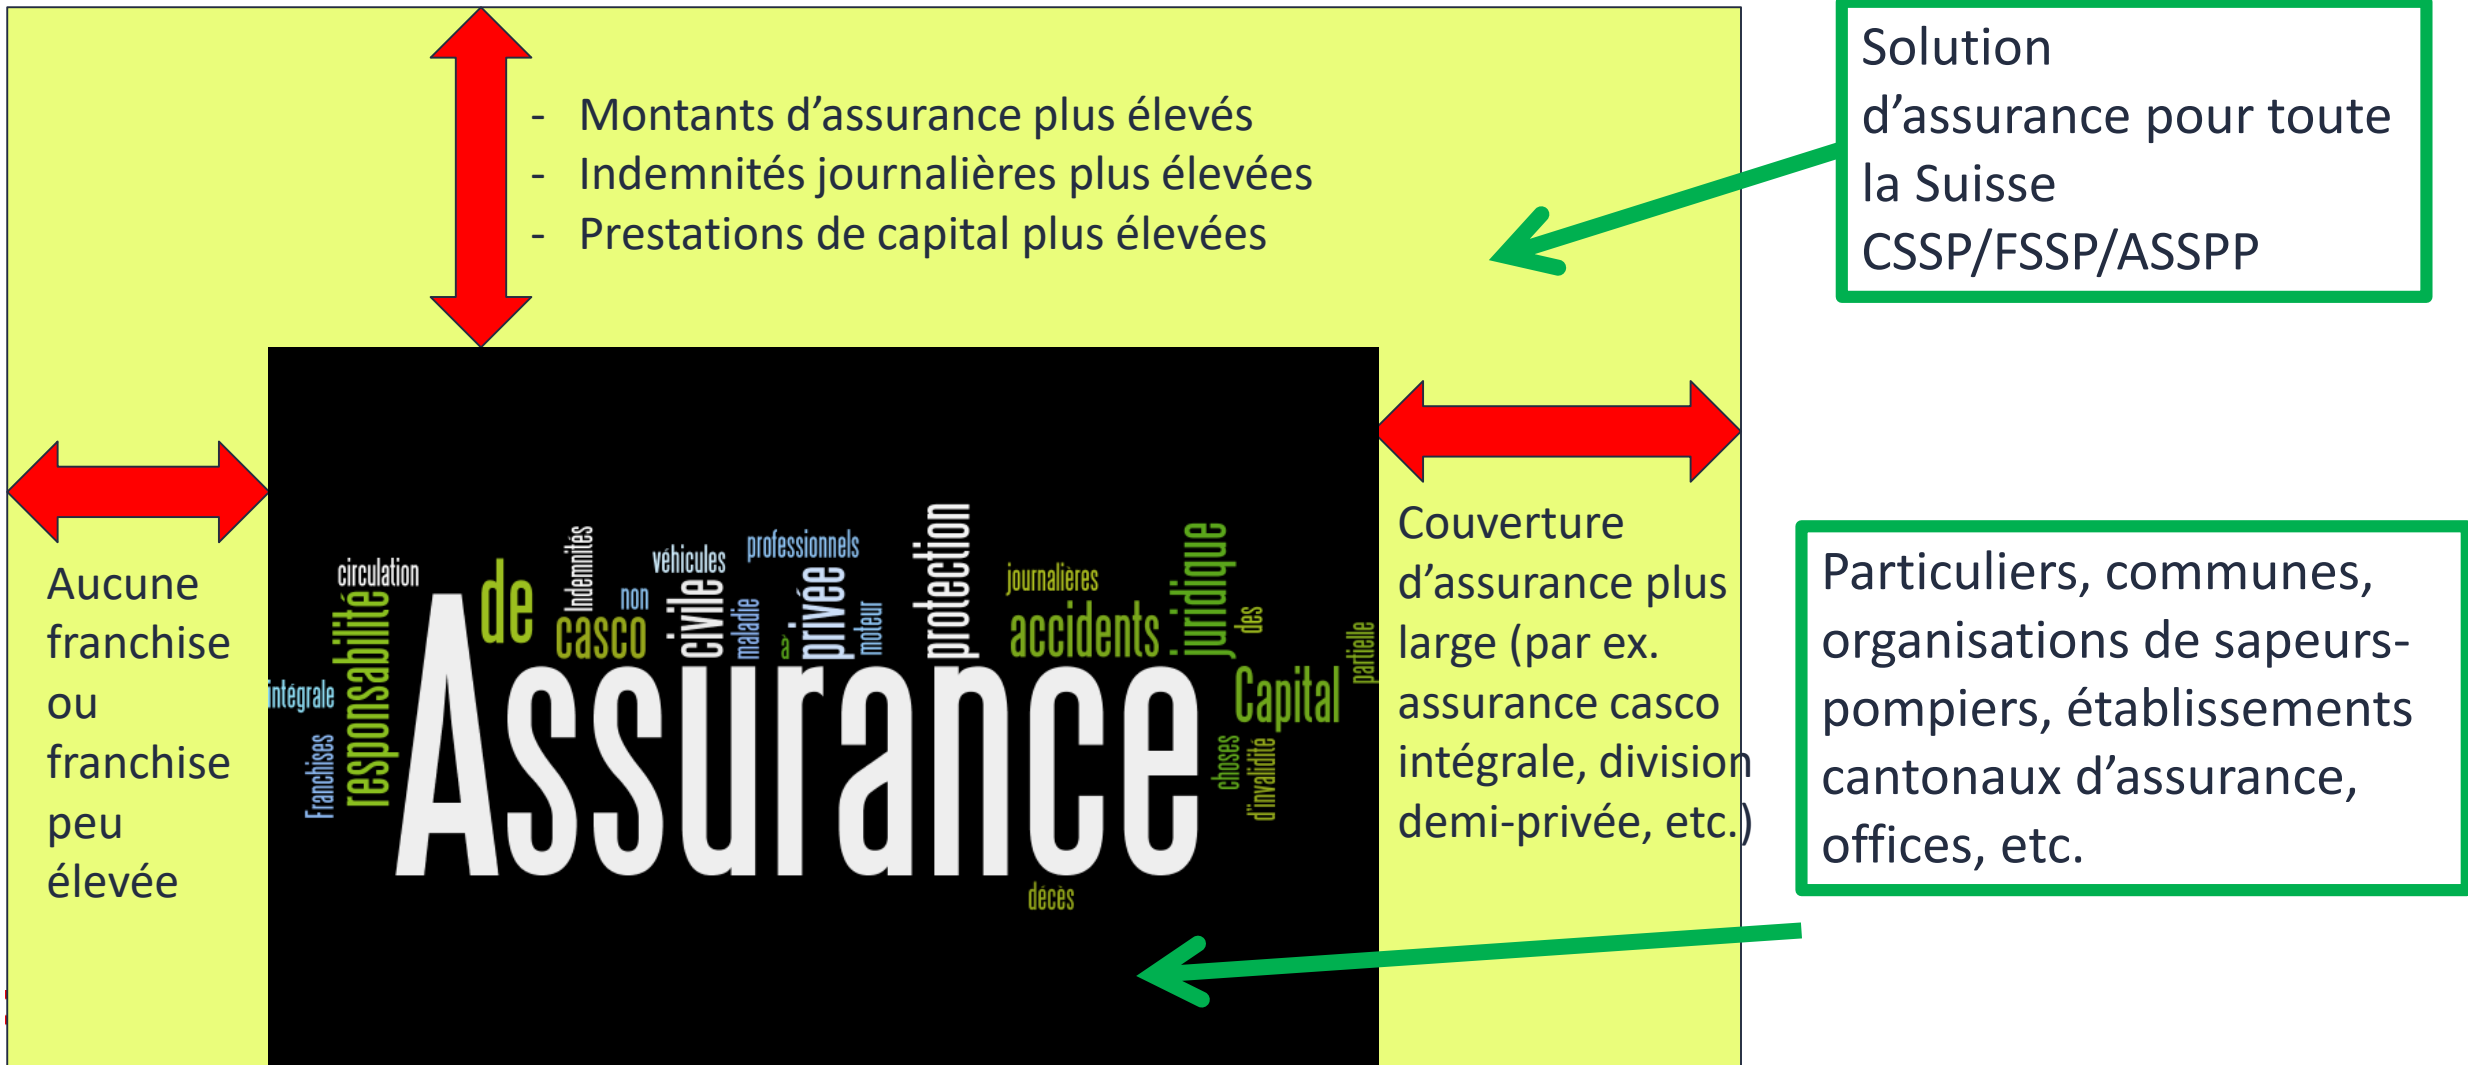 - Montants d’assurance plus élevés
- Indemnités journalières plus élevées
- Prestations de capital plus élevées
Solution
d’assurance pour toute
la Suisse
CSSP/FSSP/ASSPP
Aucune
franchise
ou
franchise
peu
élevée
intégrale
Franchises
circulation
responsabilité
Assurance
de
Indemnités
casco
non
véhicules
civile
maladie
professionnels
à
privée
moteur
protection
journalières
accidents
juridique
des
Capital
partielle
choses
d'invalidité
décès
Couverture
d’assurance plus
large (par ex.
assurance casco
intégrale, division
demi-privée, etc.)
Particuliers, communes,
organisations de sapeurs-
pompiers, établissements
cantonaux d’assurance,
offices, etc.